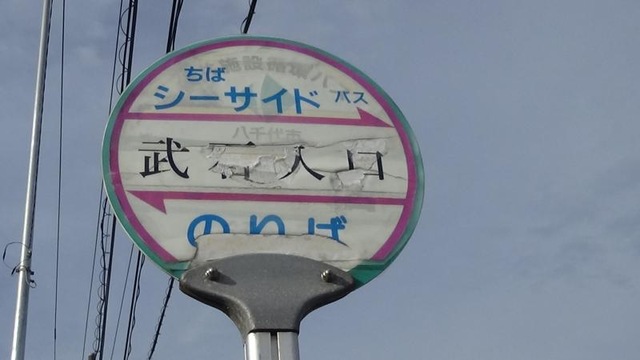 ちば
シーサイド バス
八千代市
武石入口
のりば